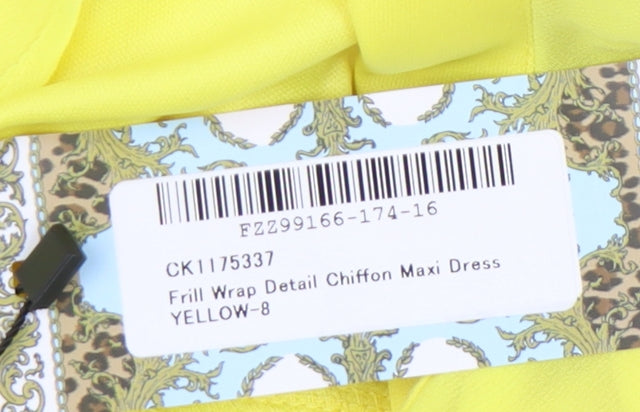 FZZ99166-174-16
CK1175337
Frill Wrap Detail Chiffon Maxi Dress
YELLOW-8